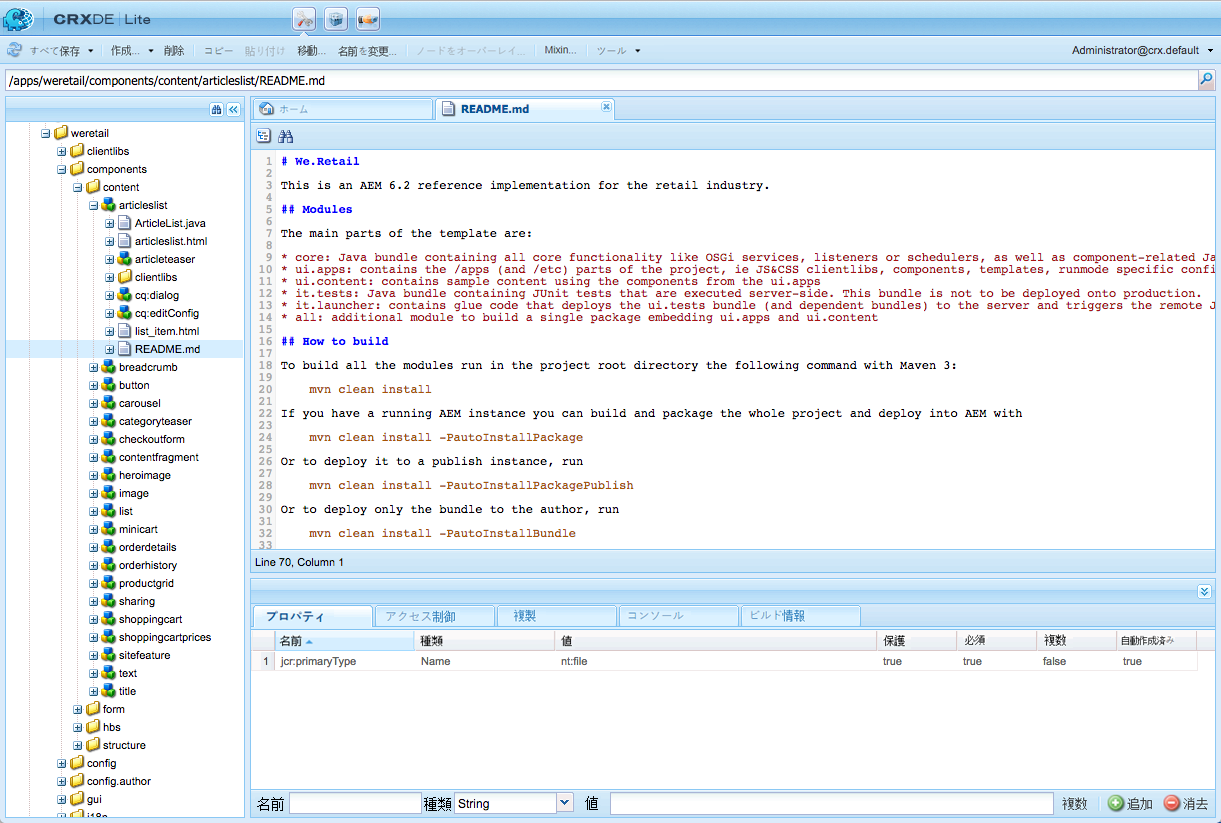 CRXDE | Lite
すべて保存 作成... 削除 コピー 貼り付け 移動... 名前を変更... ノードをオーバーレイ... Mixin... ツール Administrator@crx.default
/apps/weretail/components/content/articleslist/README.md
weretail
clientlibs
components
content
articleslist
ArticleList.java
articleslist.html
articleteaser
clientlibs
cq:dialog
cq:editConfig
list_item.html
README.md
breadcrumb
button
carousel
categoryteaser
checkoutform
contentfragment
heroimage
image
list
minicart
orderdetails
orderhistory
productgrid
sharing
shoppingcart
shoppingcartprices
sitefeature
text
title
form
hbs
structure
config
config.author
gui
i18n
ホーム README.md
1 # We.Retail
2
3 This is an AEM 6.2 reference implementation for the retail industry.
4
5 ## Modules
6
7 The main parts of the template are:
8
9 * core: Java bundle containing all core functionality like OSGi services, listeners or schedulers, as well as component-related Ja
10 * ui.apps: contains the /apps (and /etc) parts of the project, ie JS&CSS clientlibs, components, templates, runmode specific confi
11 * ui.content: contains sample content using the components from the ui.apps
12 * it.tests: Java bundle containing JUnit tests that are executed server-side. This bundle is not to be deployed onto production.
13 * it.launcher: contains glue code that deploys the ui.tests bundle (and dependent bundles) to the server and triggers the remote J
14 * all: additional module to build a single package embedding ui.apps and ui.content
15
16 ## How to build
17
18 To build all the modules run in the project root directory the following command with Maven 3:
19
20 mvn clean install
21
22 If you have a running AEM instance you can build and package the whole project and deploy into AEM with
23
24 mvn clean install -PautoInstallPackage
25
26 Or to deploy it to a publish instance, run
27
28 mvn clean install -PautoInstallPackagePublish
29
30 Or to deploy only the bundle to the author, run
31
32 mvn clean install -PautoInstallBundle
33
Line 70, Column 1
プロパティ アクセス制御 複製 コンソール ビルド情報
名前 種類 値 保護 必須 複数 自動作成済み
1 jcr:primaryType Name nt:file true true false true
名前 種類 String 値 複数 追加 消去